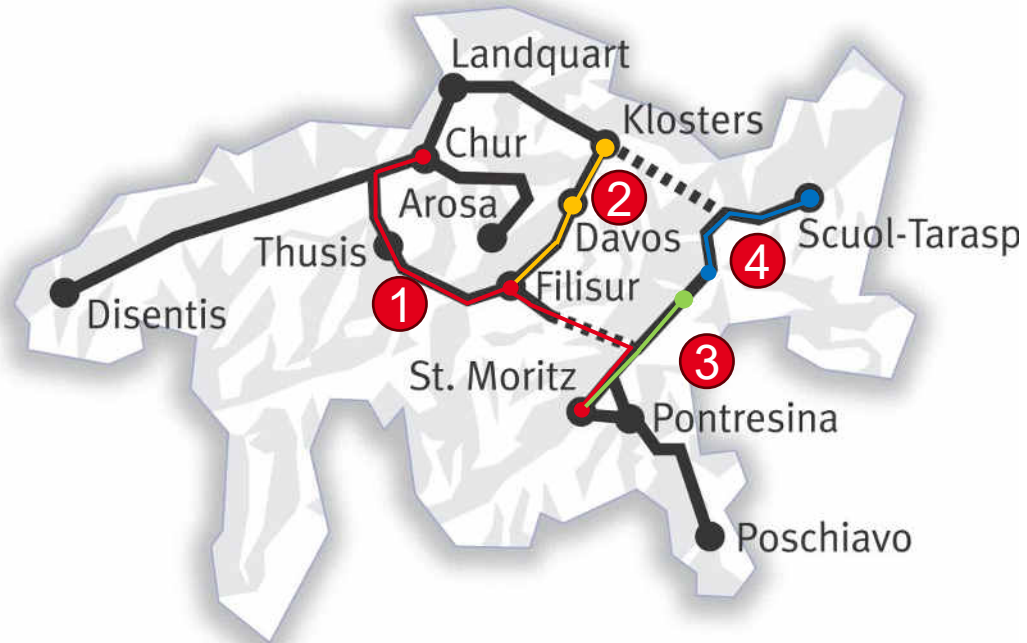 Landquart
Klosters
Chur
Arosa
2
Davos
Scuol-Tarasp
Thusis
4
Filisur
Disentis
1
3
St. Moritz
Pontresina
Poschiavo